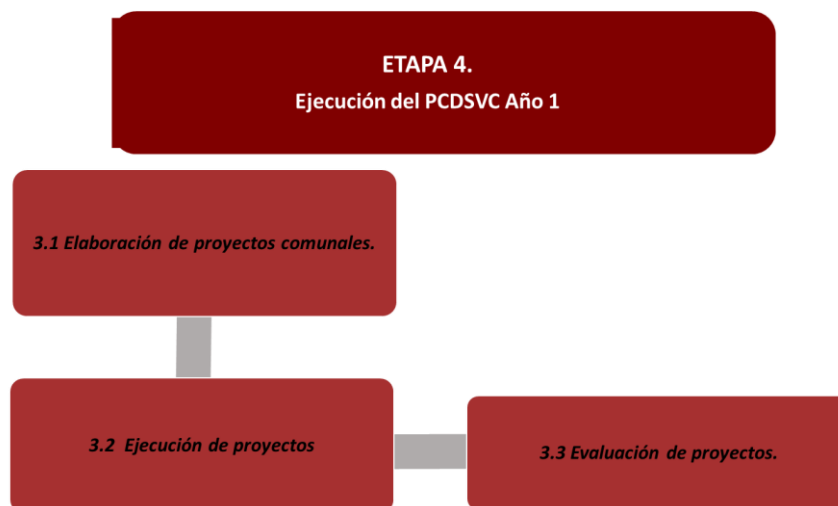 ETAPA 4.
Ejecución del PCDSVC Año 1
3.1 Elaboración de proyectos comunales.
3.2 Ejecución de proyectos
3.3 Evaluación de proyectos.